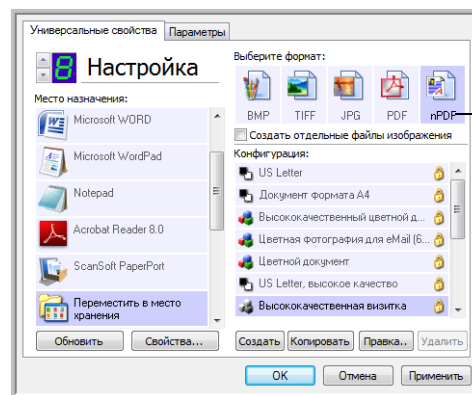 Универсальные свойства
Параметры
8
Настройка
Место назначения:
Microsoft WORD
Microsoft WordPad
Notepad
Acrobat Reader 8.0
ScanSoft PaperPort
Переместить в место
хранения
Обновить
Свойства...
Выберите формат:
BMP
TIFF
JPG
PDF
nPDF
Создать отдельные файлы изображения
Конфигурация:
US Letter
Документ формата A4
Высококачественный цветной д...
Цветная фотография для eMail (6...
Цветной документ
US Letter, высокое качество
Высококачественная визитка
Создать
Копировать
Правка..
Удалить
OK
Отмена
Применить